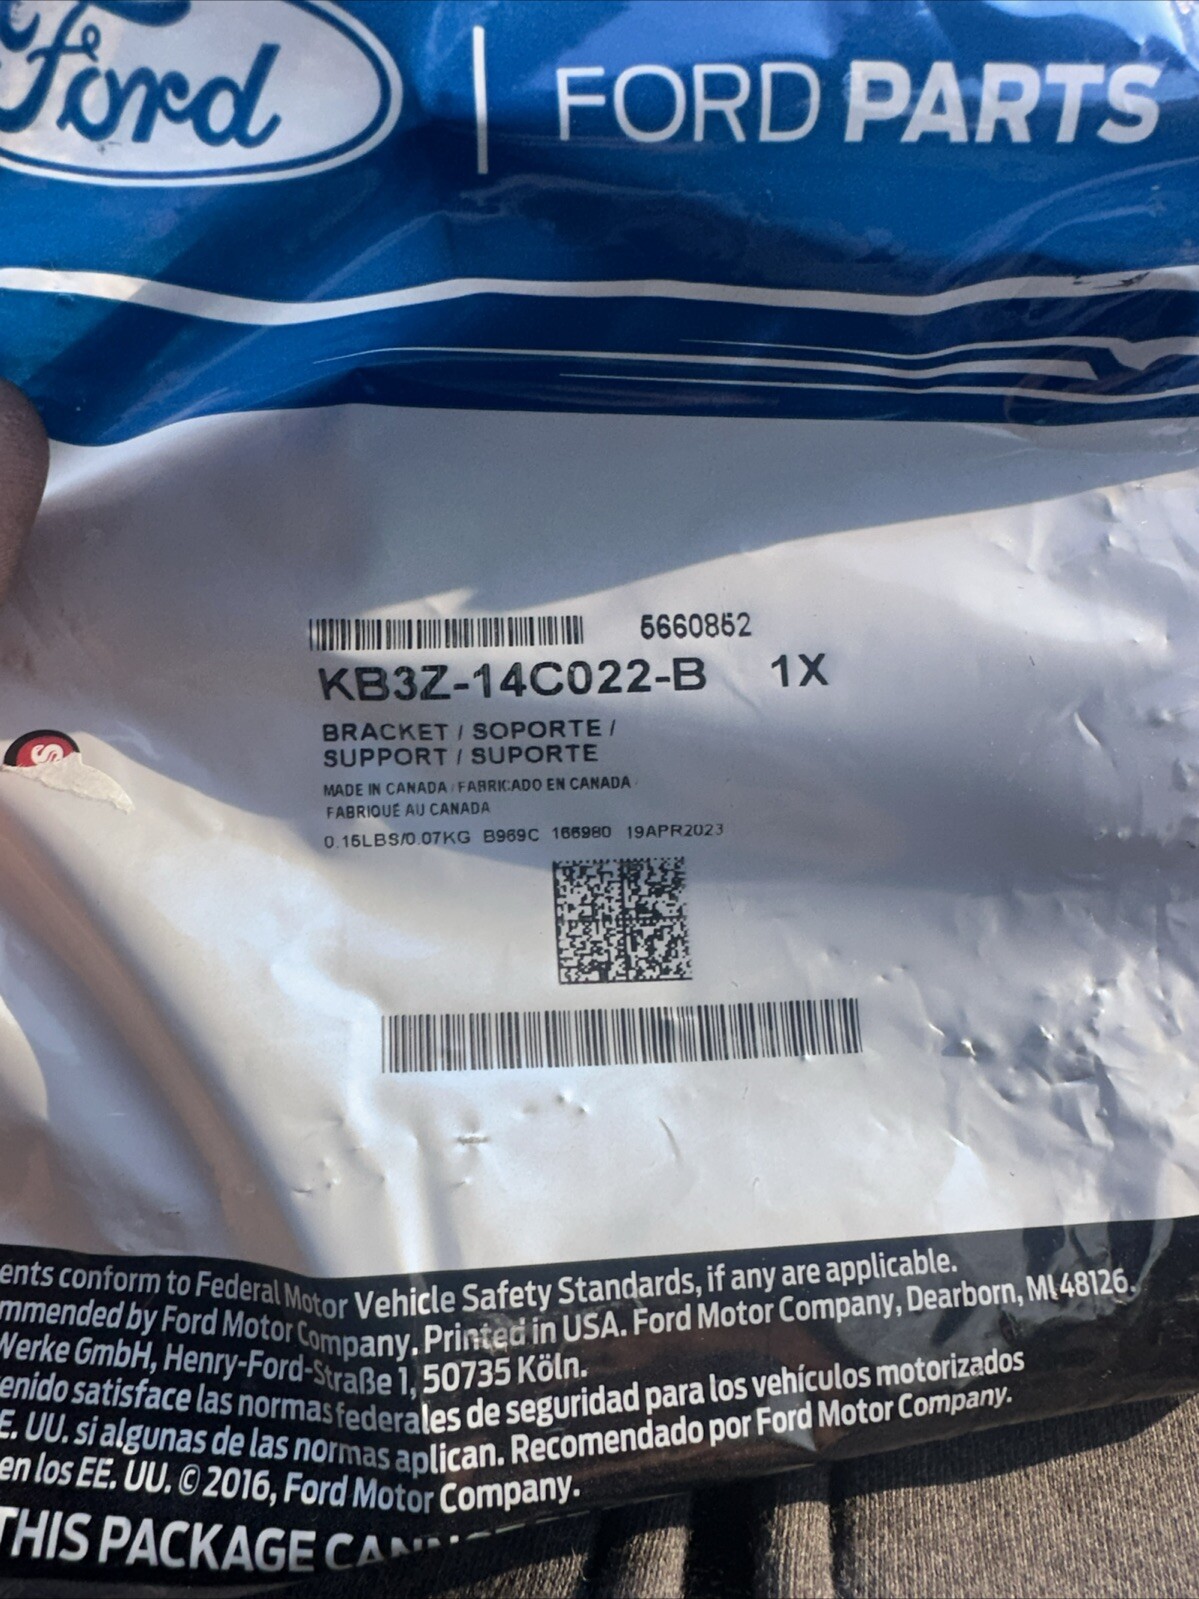 Ford
FORD PARTS
5660852
KB3Z-14C022-B 1X
BRACKET / SOPORTE /
SUPPORT / SUPORTE
MADE IN CANADA / FABRICADO EN CANADA
FABRIQUE AU CANADA
0.15LBS/0.07KG B969C 166980 19APR2023
ents conform to Federal Motor Vehicle Safety Standards, if any are applicable.
mmended by Ford Motor Company. Printed in USA. Ford Motor Company, Dearborn, MI 48126.
Werke GmbH, Henry-Ford-Straße 1, 50735 Köln.
enido satisface las normas federales de seguridad para los vehículos motorizados
E. UU. si algunas de las normas aplican. Recomendado por Ford Motor Company.
en los EE. UU. © 2016, Ford Motor Company.
THIS PACKAGE